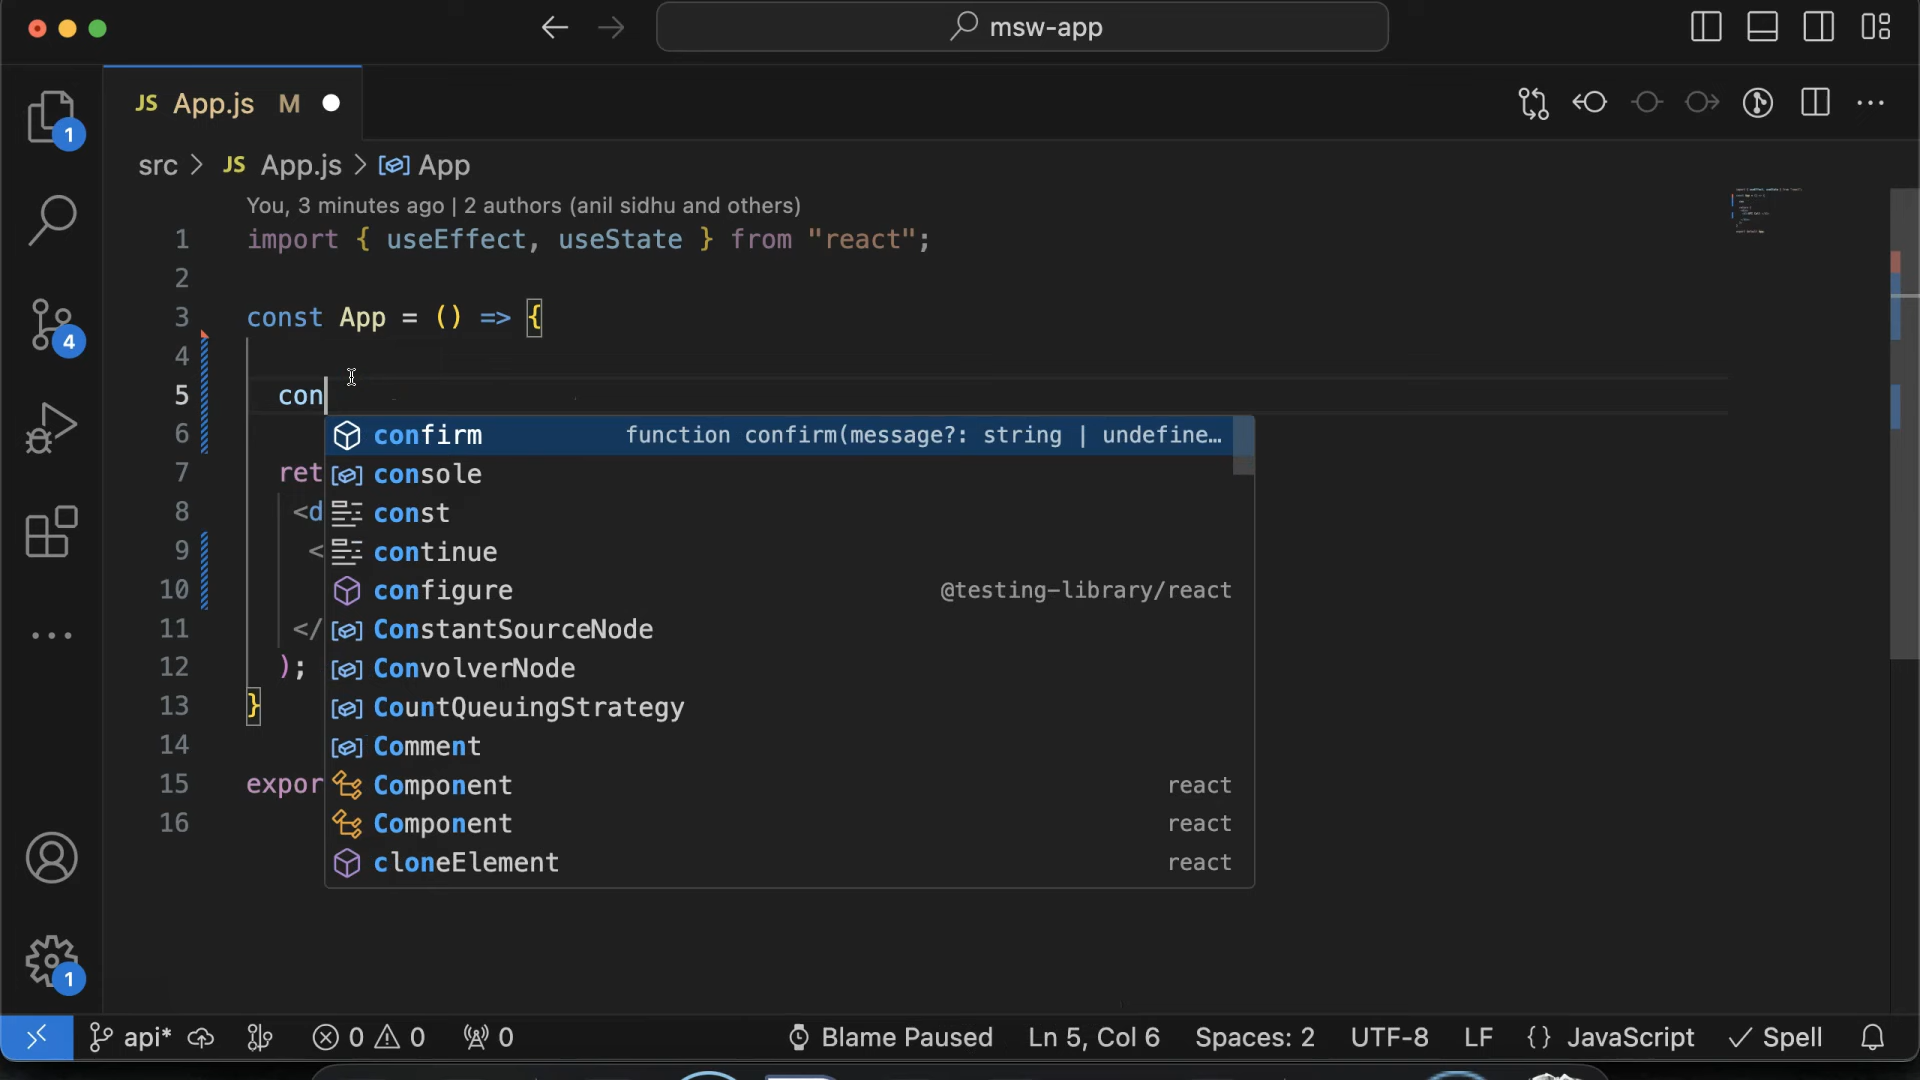 msw-app
JS App.js M
1
src > JS App.js > App
You, 3 minutes ago | 2 authors (anil sidhu and others)
1 import { useEffect, useState } from "react";
2
3 const App = () => {
4
4
5 con
6
confirm function confirm(message?: string | undefine…
console
7 ret
const
8 <d
continue
9 <
configure @testing-library/react
10
ConstantSourceNode
11 </
ConvolverNode
12 );
CountQueuingStrategy
13 }
Comment
14
Component react
15 expor
Component react
16
cloneElement react
1
api* 0 0 0 Blame Paused Ln 5, Col 6 Spaces: 2 UTF-8 LF {} JavaScript Spell